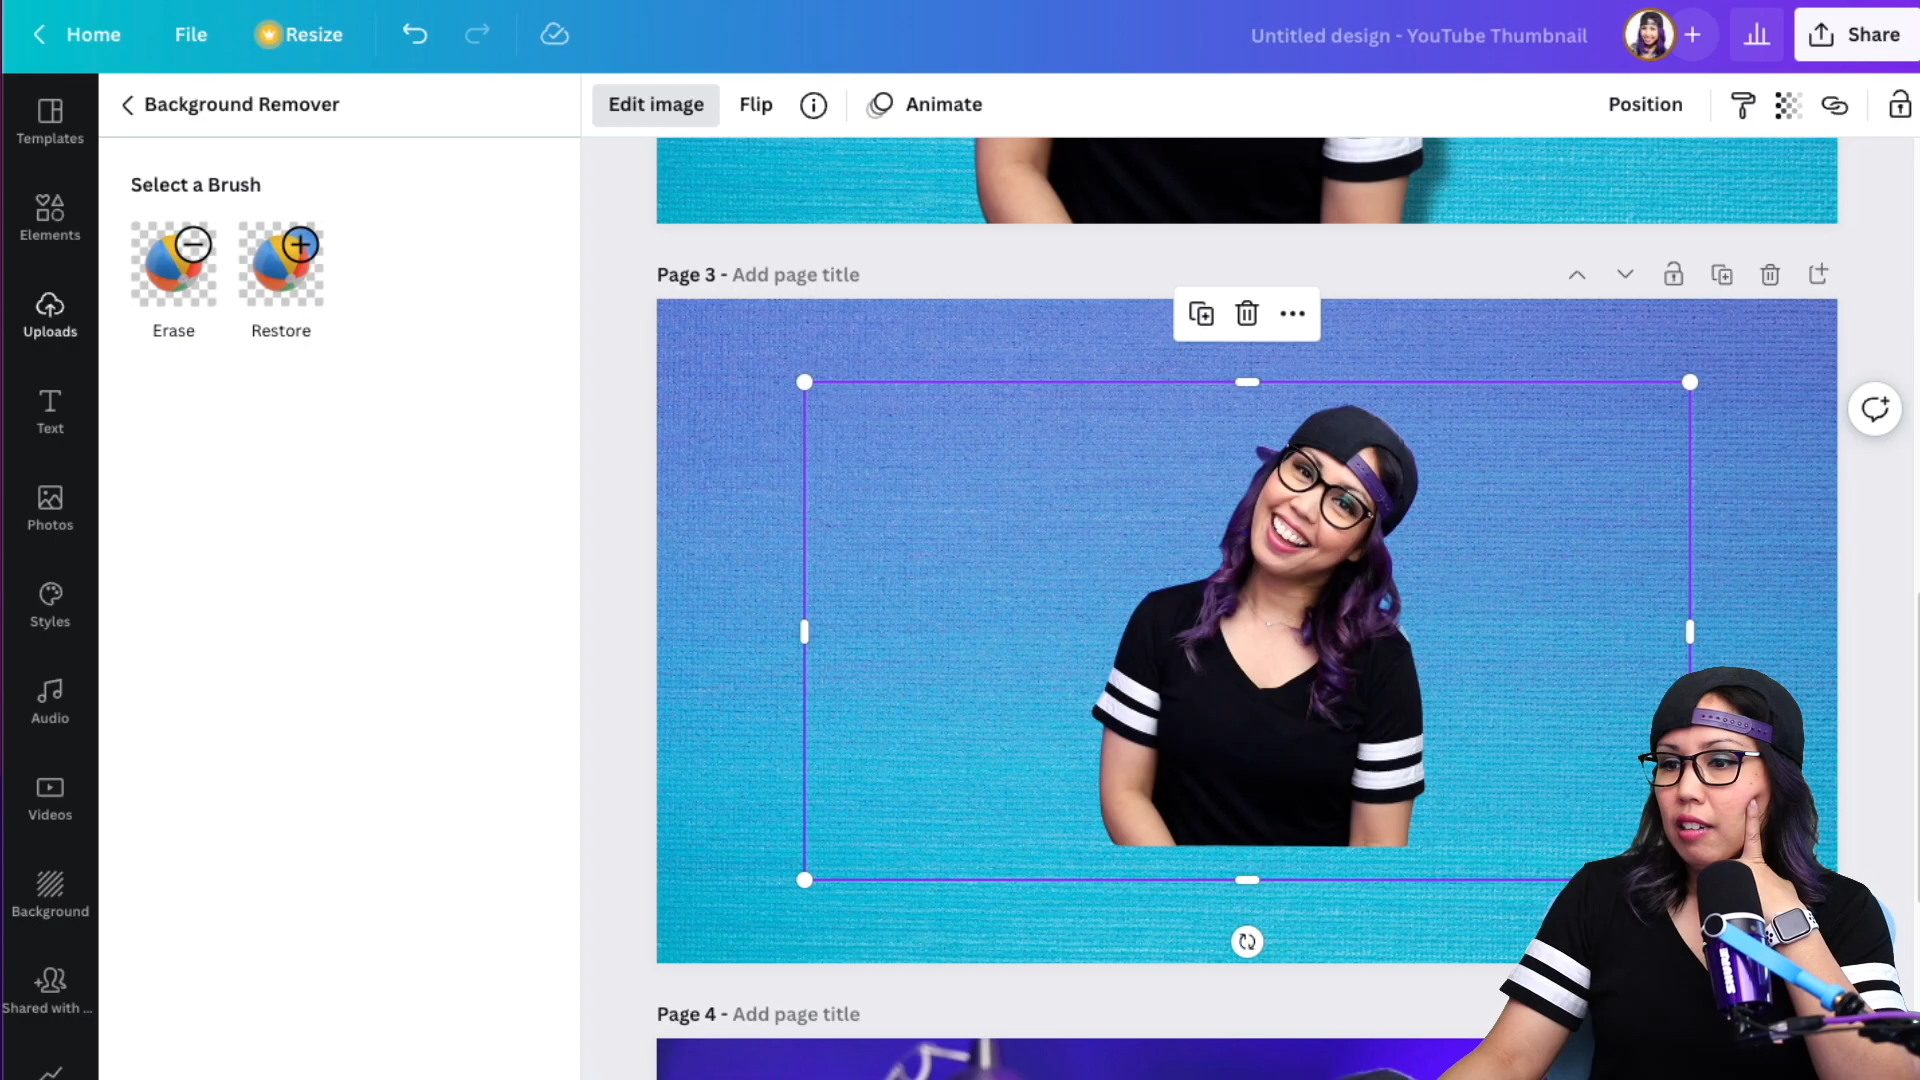 Home File Resize Untitled design - YouTube Thumbnail Share
Background Remover Edit image Flip Animate Position
Templates
Select a Brush
Elements
Erase Restore
Page 3 - Add page title
Uploads
Text
Photos
Styles
Audio
Videos
Background
Shared with ...
Page 4 - Add page title